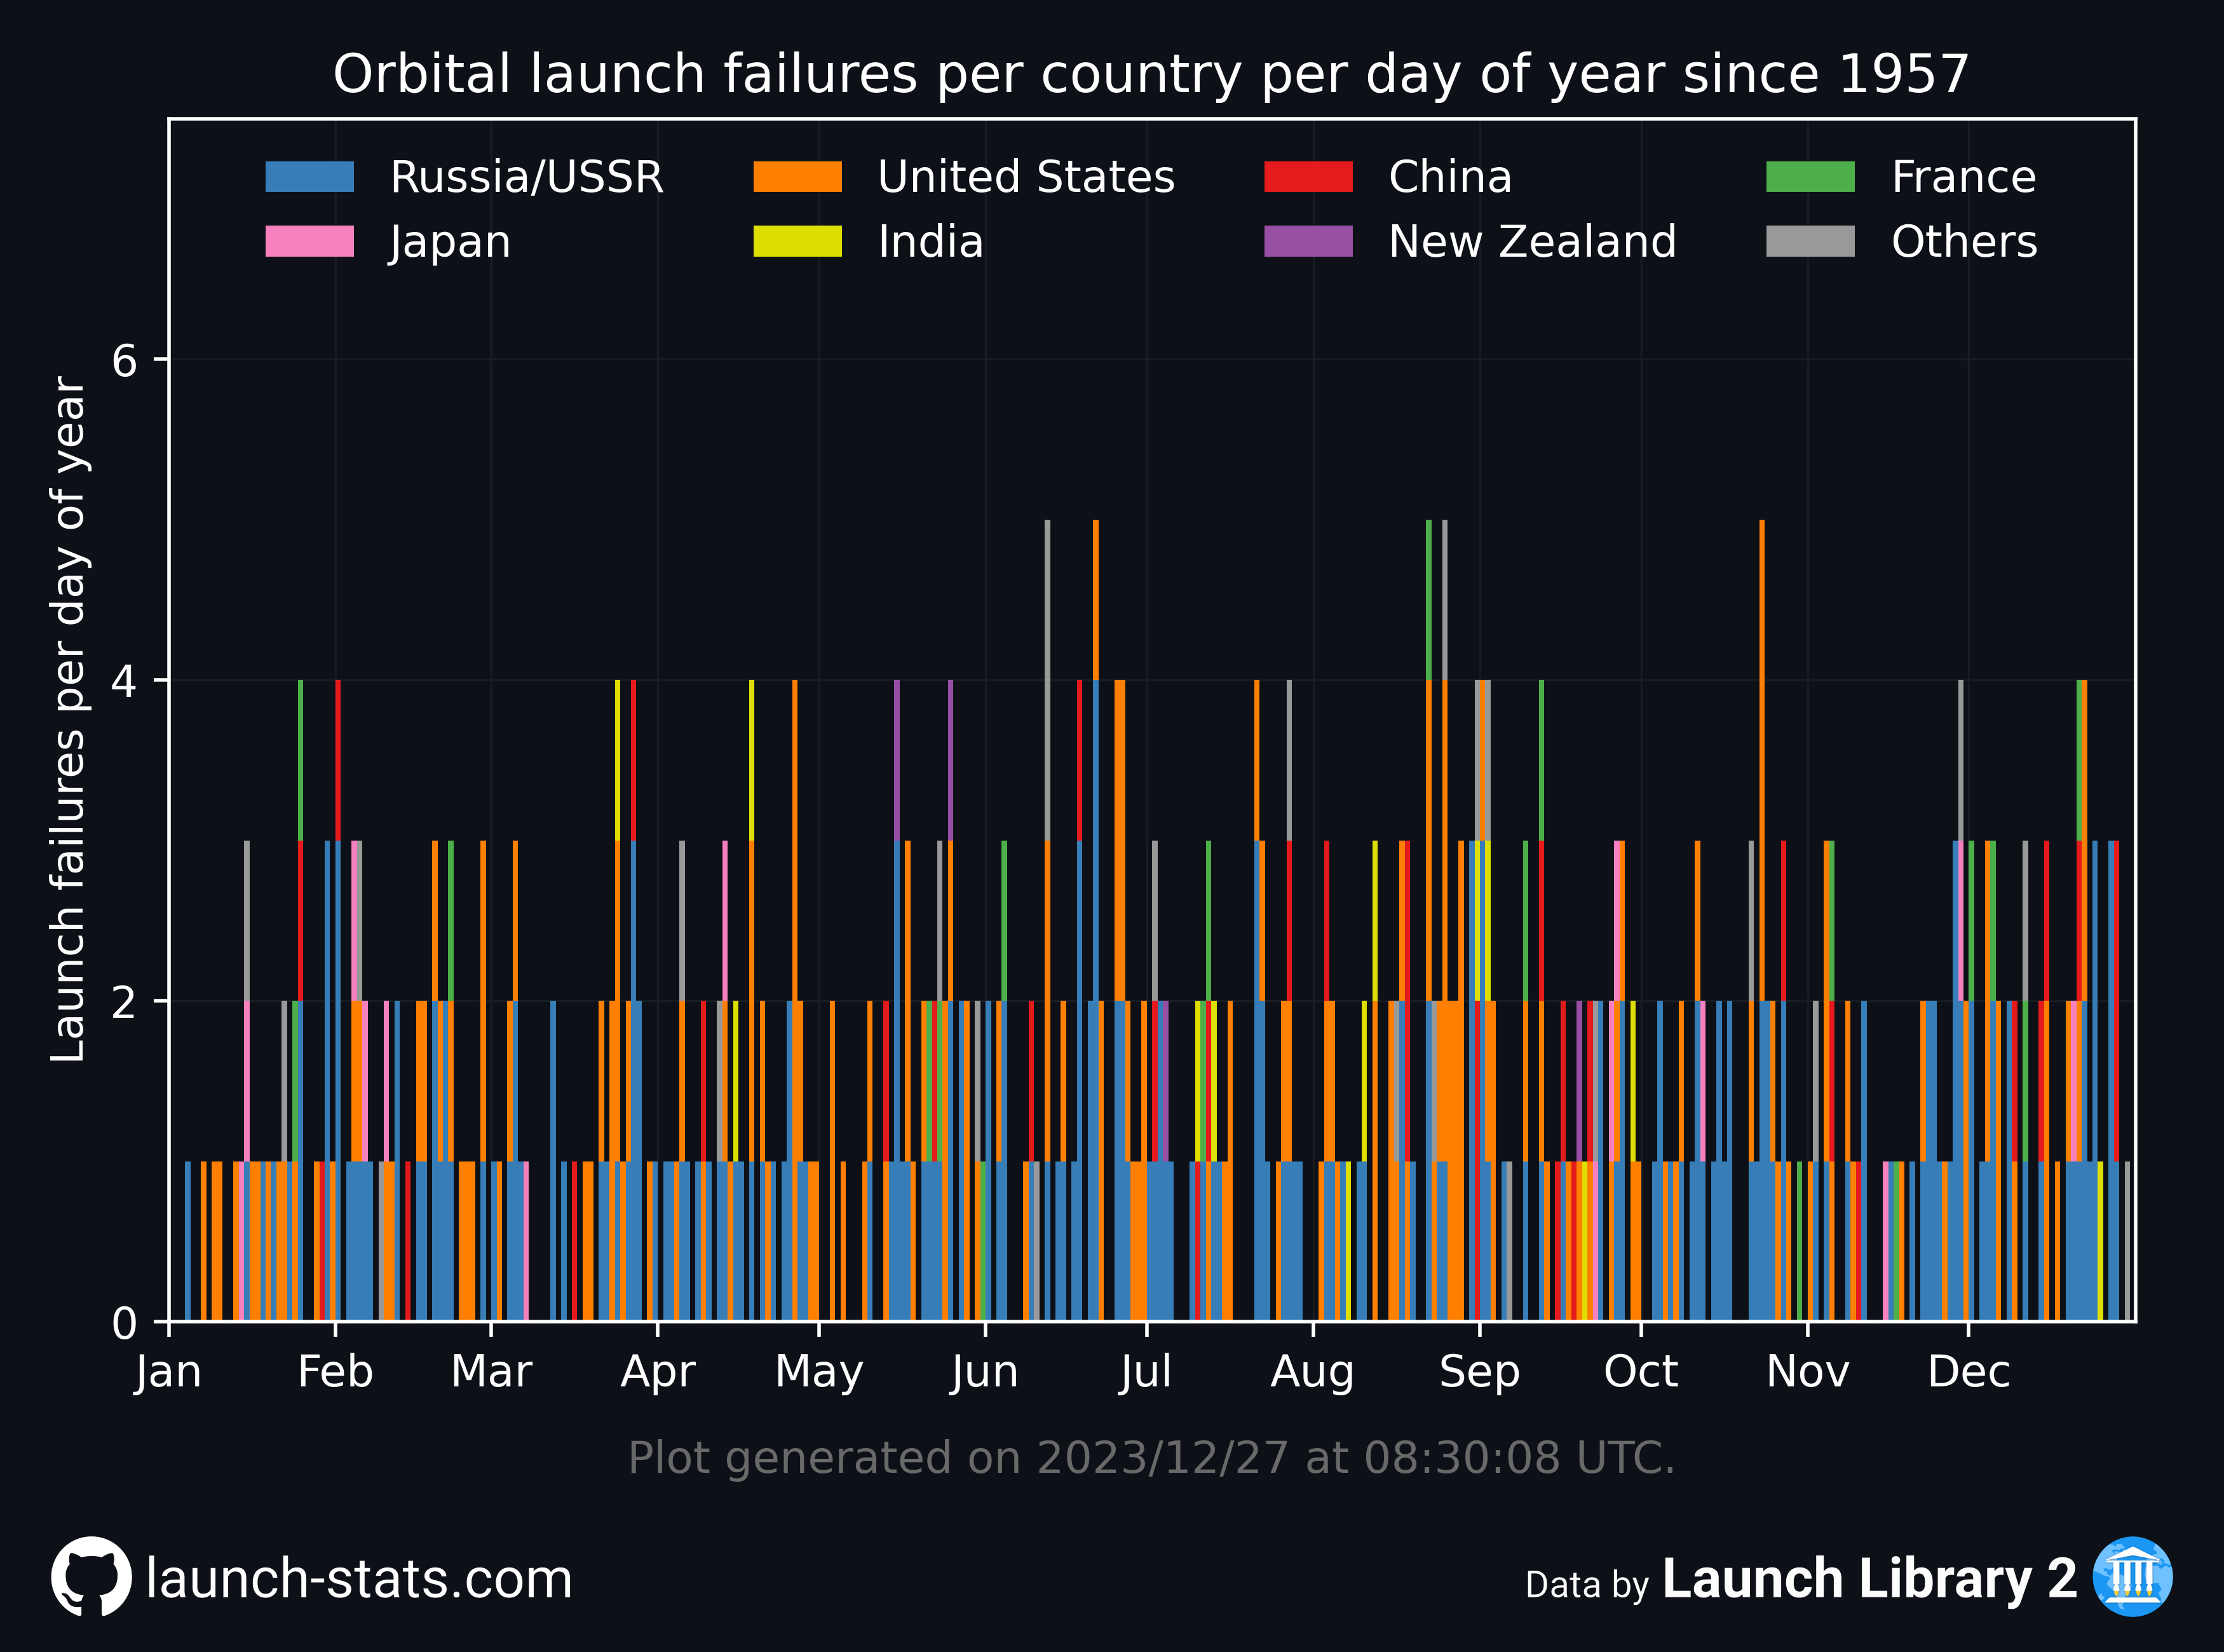 Orbital launch failures per country per day of year since 1957
Russia/USSR
United States
China
France
Japan
India
New Zealand
Others
Launch failures per day of year
6
4
2
0
Jan
Feb
Mar
Apr
May
Jun
Jul
Aug
Sep
Oct
Nov
Dec
Plot generated on 2023/12/27 at 08:30:08 UTC.
launch-stats.com
Data by Launch Library 2